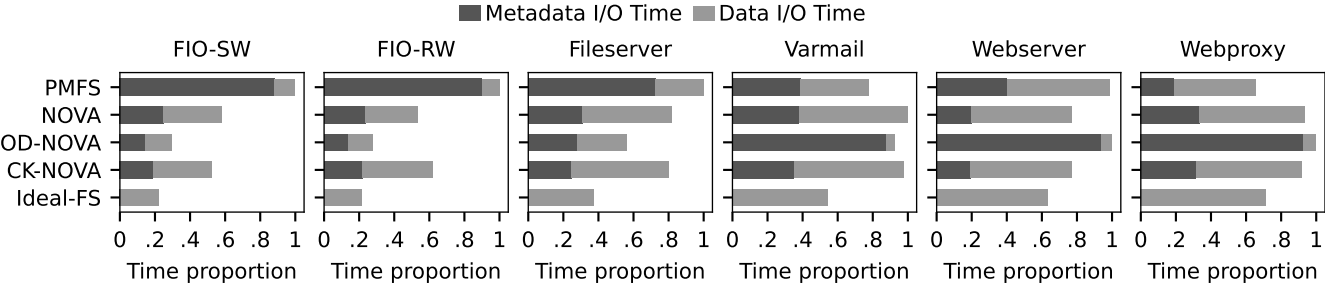 Metadata I/O Time Data I/O Time
FIO-SW FIO-RW Fileserver Varmail Webserver Webproxy
PMFS
NOVA
OD-NOVA
CK-NOVA
Ideal-FS
0 .2 .4 .6 .8 1 0 .2 .4 .6 .8 1 0 .2 .4 .6 .8 1 0 .2 .4 .6 .8 1 0 .2 .4 .6 .8 1 0 .2 .4 .6 .8 1
Time proportion Time proportion Time proportion Time proportion Time proportion Time proportion